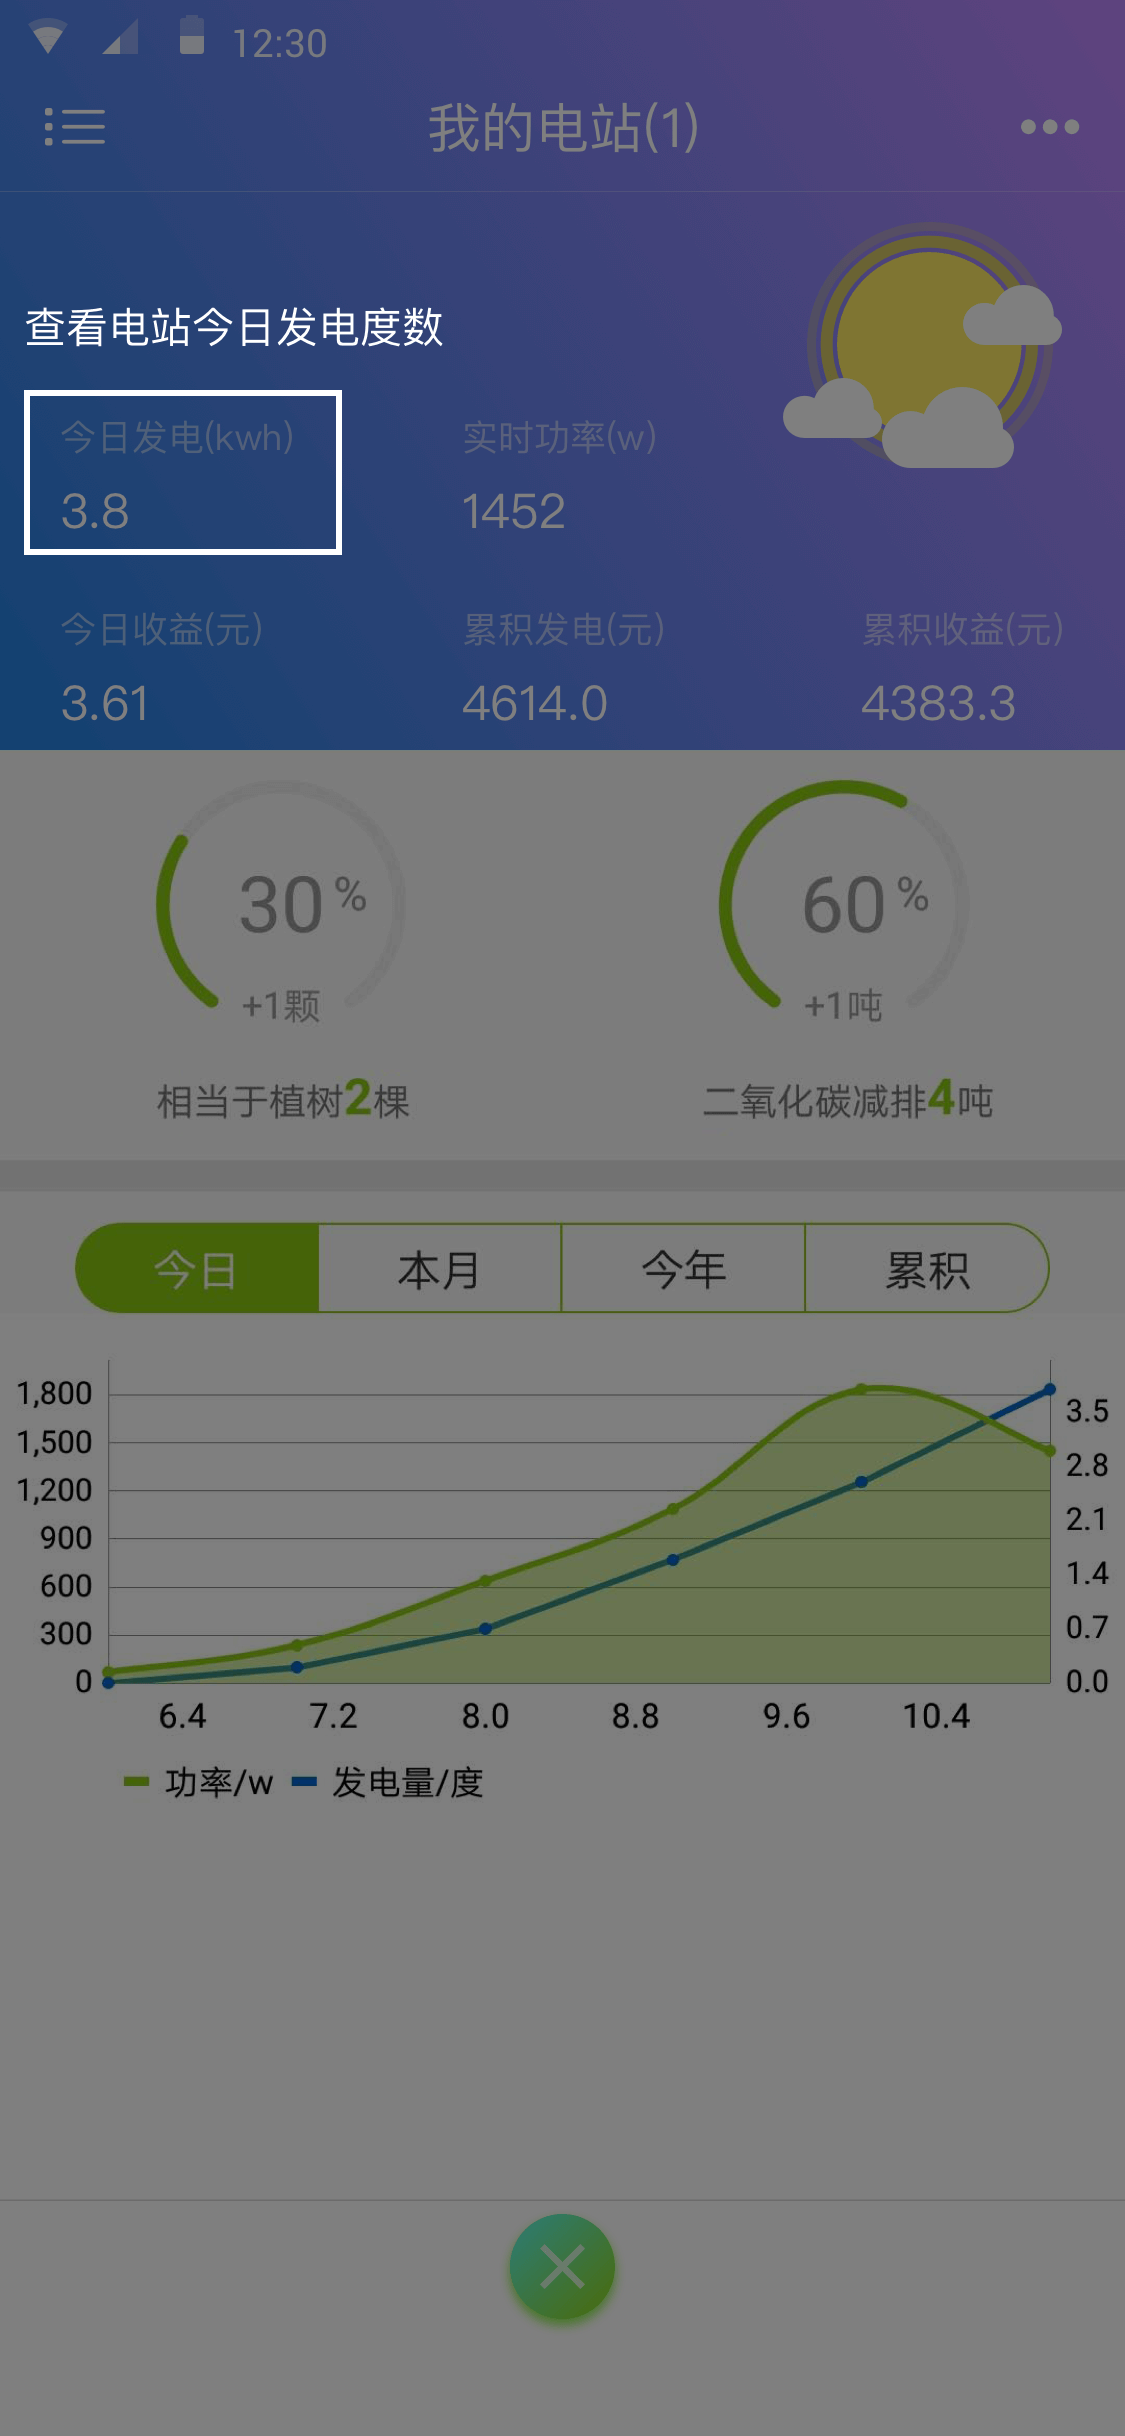 12:30
我的电站(1)
查看电站今日发电度数
今日发电(kwh) 实时功率(w)
3.8 1452
今日收益(元) 累积发电(元) 累积收益(元)
3.61 4614.0 4383.3
30% 60%
+1颗 +1吨
相当于植树2棵 二氧化碳减排4吨
今日 本月 今年 累积
1,800 3.5
1,500 2.8
1,200 2.1
900 1.4
600 0.7
300 0.0
0
6.4 7.2 8.0 8.8 9.6 10.4
功率/w 发电量/度